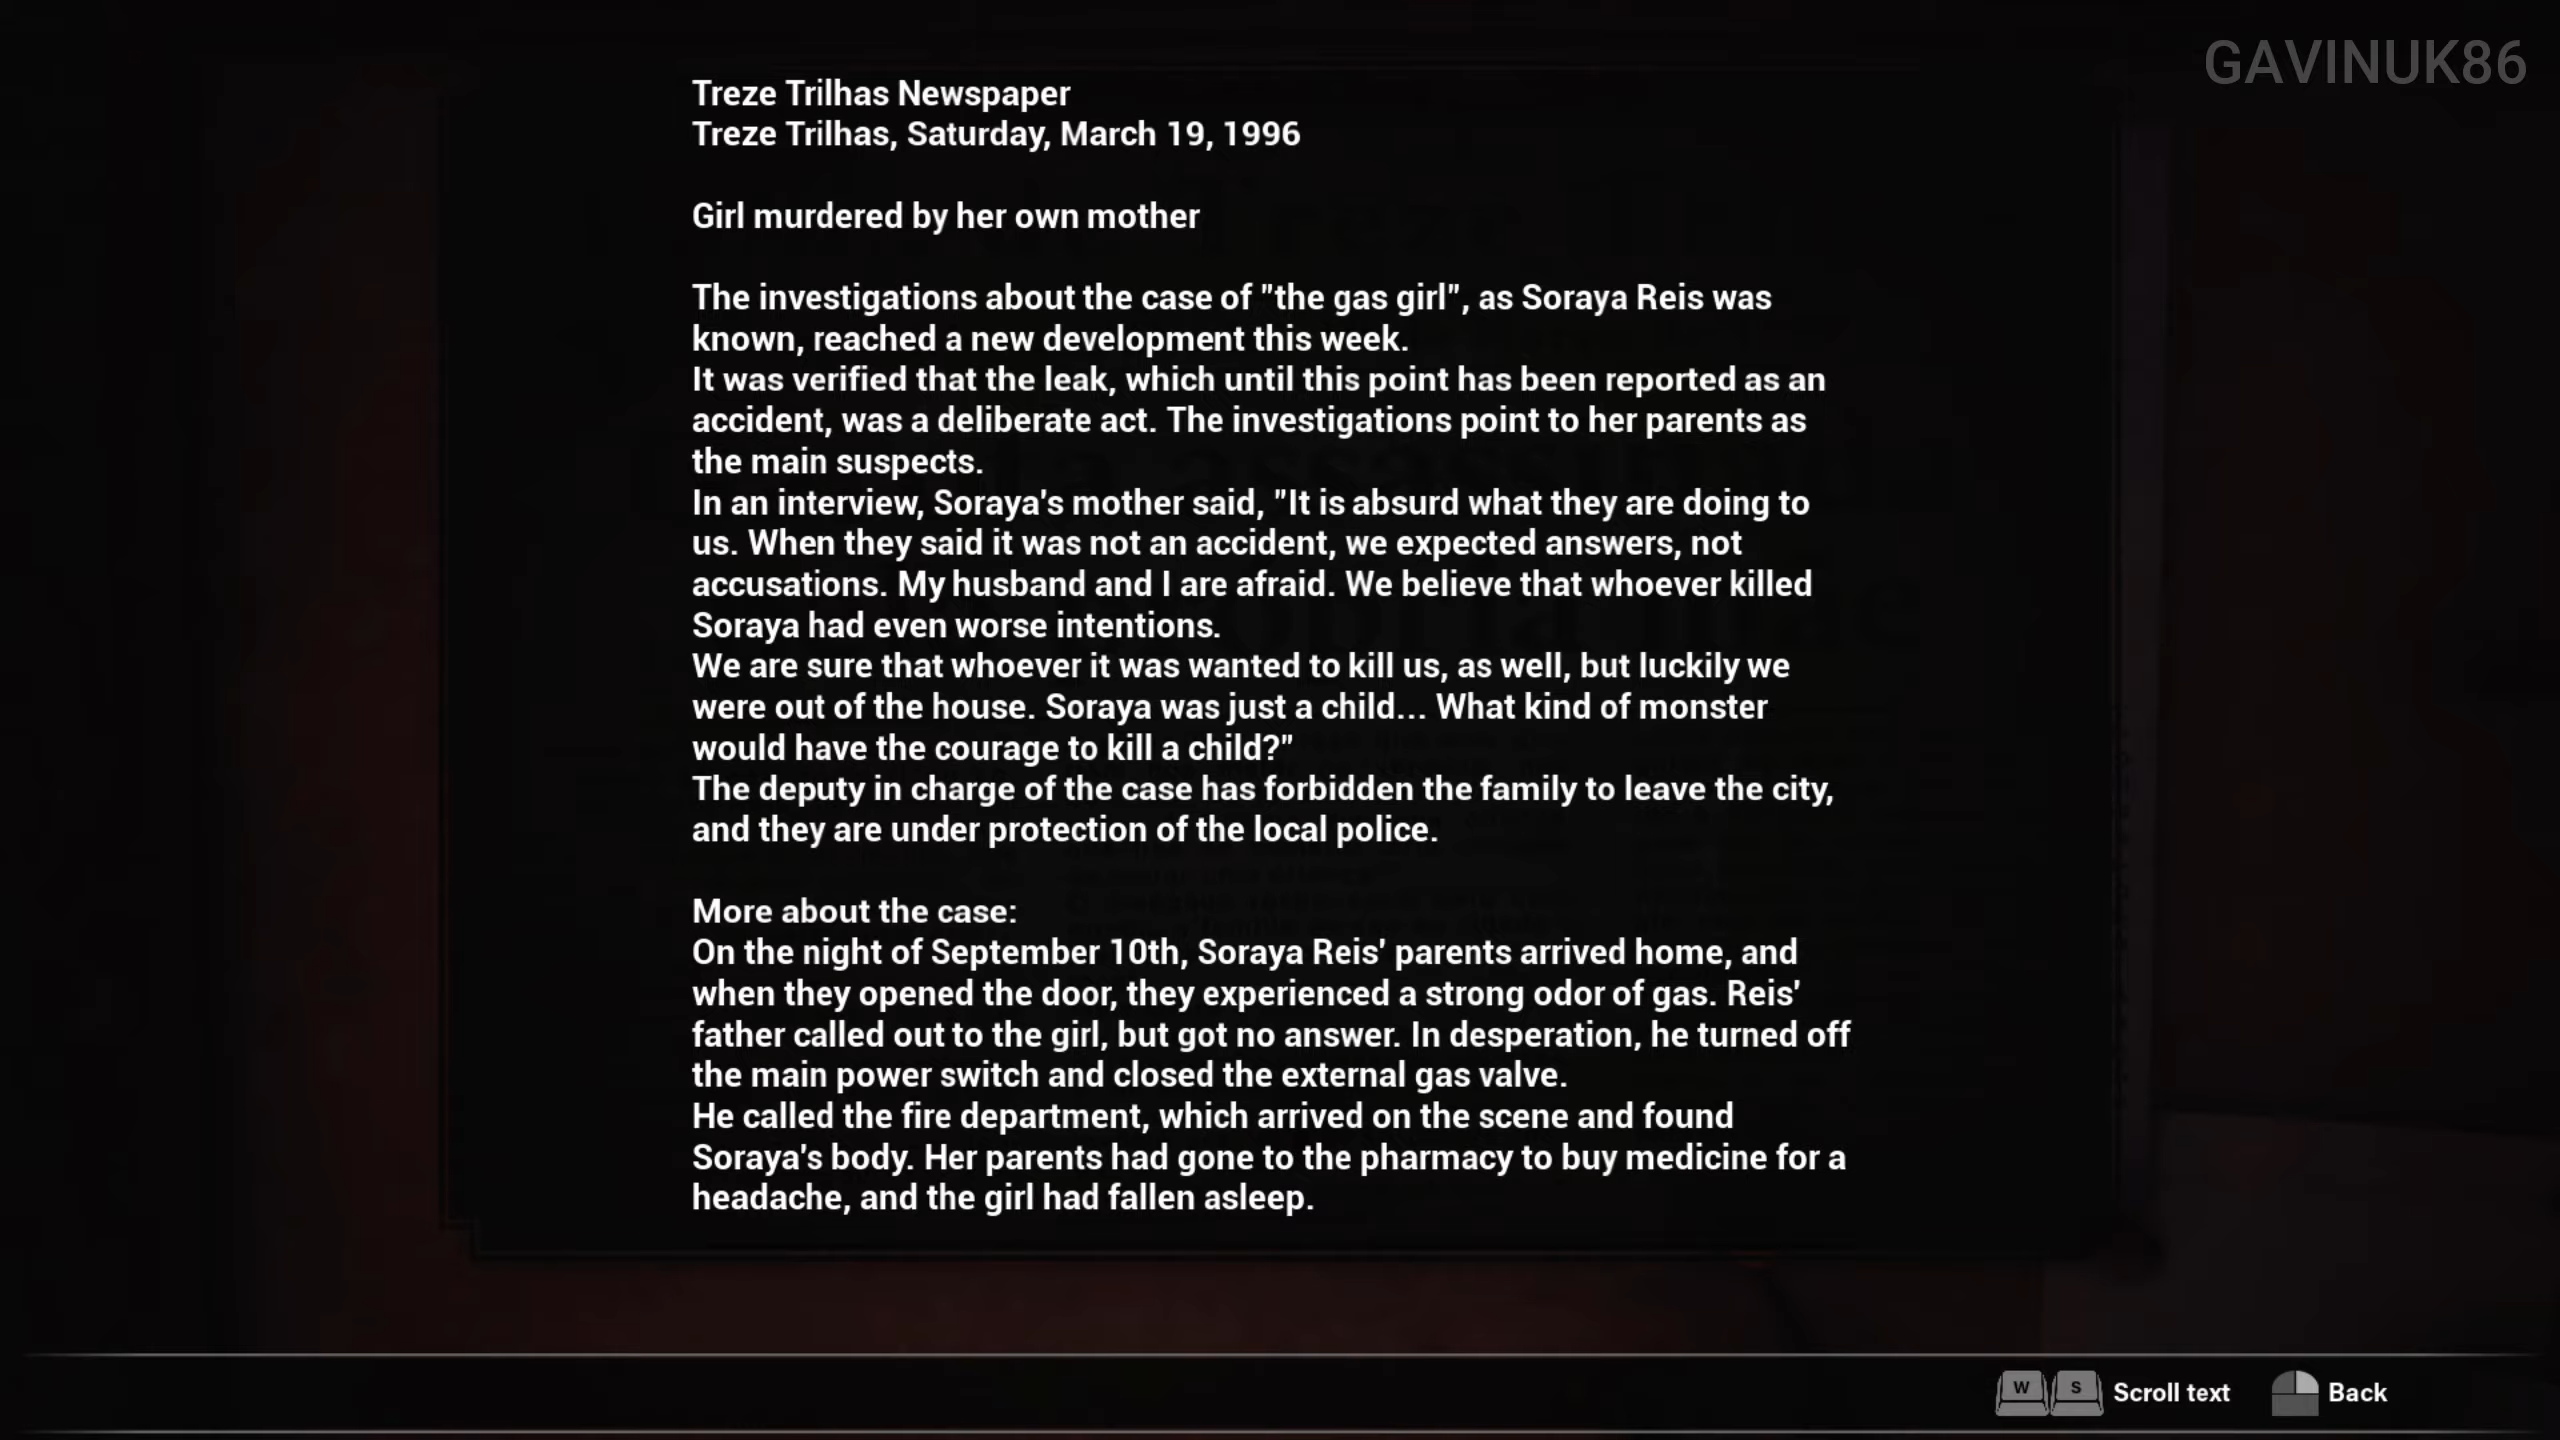 GAVINUK86
Treze Trilhas Newspaper
Treze Trilhas, Saturday, March 19, 1996
Girl murdered by her own mother
The investigations about the case of "the gas girl", as Soraya Reis was
known, reached a new development this week.
It was verified that the leak, which until this point has been reported as an
accident, was a deliberate act. The investigations point to her parents as
the main suspects.
In an interview, Soraya's mother said, "It is absurd what they are doing to
us. When they said it was not an accident, we expected answers, not
accusations. My husband and I are afraid. We believe that whoever killed
Soraya had even worse intentions.
We are sure that whoever it was wanted to kill us, as well, but luckily we
were out of the house. Soraya was just a child... What kind of monster
would have the courage to kill a child?"
The deputy in charge of the case has forbidden the family to leave the city,
and they are under protection of the local police.
More about the case:
On the night of September 10th, Soraya Reis' parents arrived home, and
when they opened the door, they experienced a strong odor of gas. Reis'
father called out to the girl, but got no answer. In desperation, he turned off
the main power switch and closed the external gas valve.
He called the fire department, which arrived on the scene and found
Soraya's body. Her parents had gone to the pharmacy to buy medicine for a
headache, and the girl had fallen asleep.
W S Scroll text Back